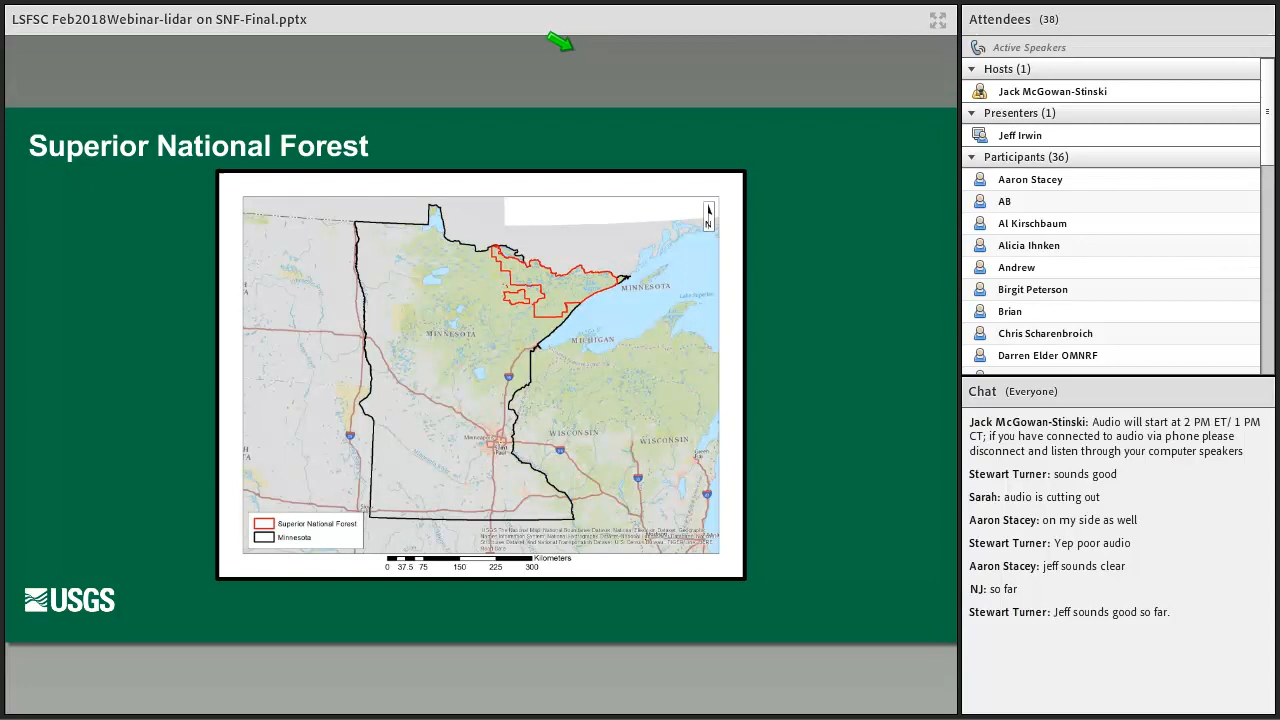 LSFSC Feb2018Webinar-lidar on SNF-Final.pptx
Superior National Forest
N
MINNESOTA
Lake Superior
MINNESOTA
MICHIGAN
WISCONSIN
WISCONSIN
Superior National Forest
Minnesota
Kilometers
0 37.5 75 150 225 300
USGS
Attendees (38)
Active Speakers
Hosts (1)
Jack McGowan-Stinski
Presenters (1)
Jeff Irwin
Participants (36)
Aaron Stacey
AB
Al Kirschbaum
Alicia Ihnken
Andrew
Birgit Peterson
Brian
Chris Scharenbroich
Darren Elder OMNRF
Chat (Everyone)
Jack McGowan-Stinski: Audio will start at 2 PM ET/ 1 PM
CT; if you have connected to audio via phone please
disconnect and listen through your computer speakers
Stewart Turner: sounds good
Sarah: audio is cutting out
Aaron Stacey: on my side as well
Stewart Turner: Yep poor audio
Aaron Stacey: jeff sounds clear
NJ: so far
Stewart Turner: Jeff sounds good so far.